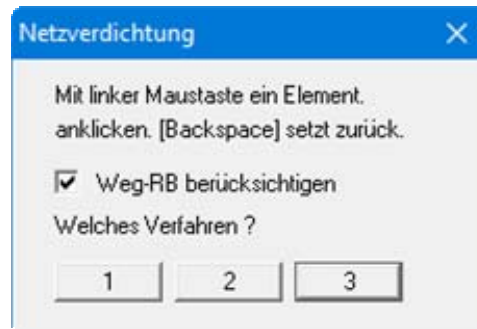 Netzverdichtung
Mit linker Maustaste ein Element.
anklicken. [Backspace] setzt zurück.
Weg-RB berücksichtigen
Welches Verfahren ?
1 2 3